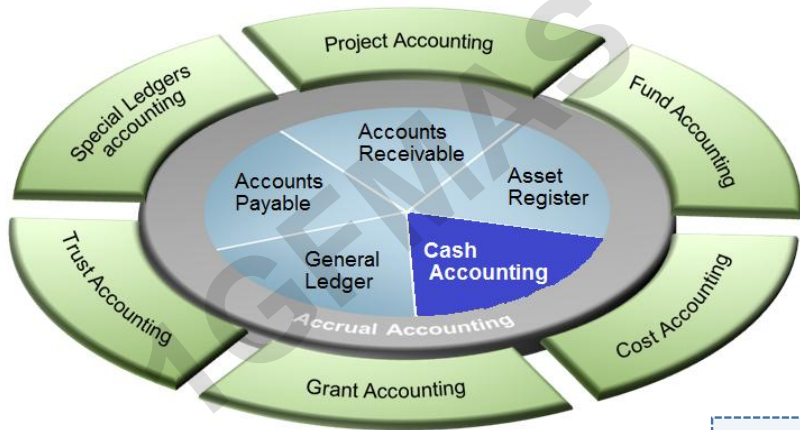 Project Accounting
Special Ledgers
accounting
Fund Accounting
Accounts
Receivable
Asset
Register
Accounts
Payable
General
Ledger
Cash
Accounting
Accrual Accounting
Trust Accounting
Cost Accounting
Grant Accounting
1GFMAS